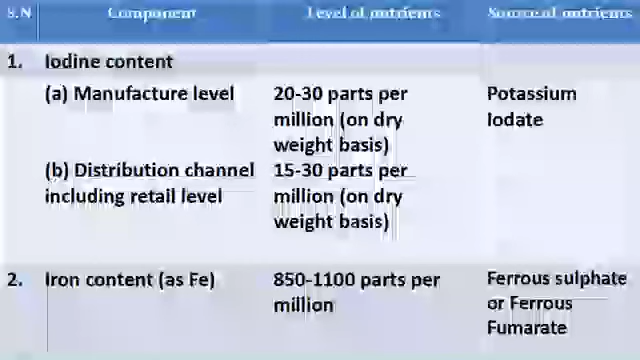 S.N Component Level of nutrients Source of nutrients
1. Iodine content
(a) Manufacture level 20-30 parts per Potassium
million (on dry Iodate
weight basis)
(b) Distribution channel 15-30 parts per
including retail level million (on dry
weight basis)
2. Iron content (as Fe) 850-1100 parts per Ferrous sulphate
million or Ferrous
Fumarate